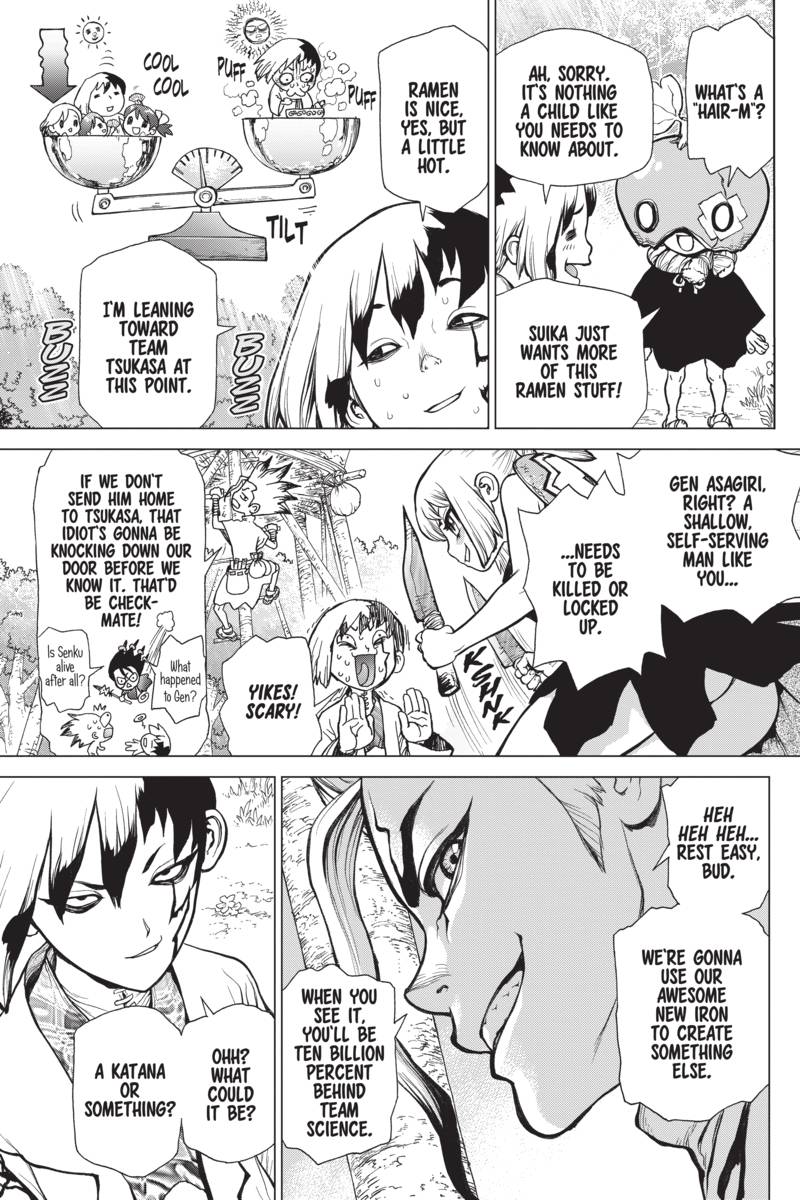 WHAT'S A
"HAIR-M"?
AH, SORRY.
IT'S NOTHING
A CHILD LIKE
YOU NEEDS TO
KNOW ABOUT.
SUIKA JUST
WANTS MORE
OF THIS
RAMEN STUFF!
RAMEN
IS NICE,
YES, BUT
A LITTLE
HOT.
PUFF
PUFF
COOL
COOL
TILT
I'M LEANING
TOWARD
TEAM
TSUKASA AT
THIS POINT.
BUZZ
BUZZ
GEN ASAGIRI,
RIGHT? A
SHALLOW,
SELF-SERVING
MAN LIKE
YOU...
...NEEDS
TO BE
KILLED OR
LOCKED
UP.
KSHNK
YIKES!
SCARY!
IF WE DON'T
SEND HIM HOME
TO TSUKASA, THAT
IDIOT'S GONNA BE
KNOCKING DOWN OUR
DOOR BEFORE WE
KNOW IT. THAT'D
BE CHECK-
MATE!
What
happened
to Gen?
Is Senku
alive
after all?
HEH
HEH HEH...
REST EASY,
BUD.
WE'RE GONNA
USE OUR
AWESOME
NEW IRON
TO CREATE
SOMETHING
ELSE.
WHEN YOU
SEE IT,
YOU'LL BE
TEN BILLION
PERCENT
BEHIND
TEAM
SCIENCE.
OHH?
WHAT
COULD
IT BE?
A KATANA
OR
SOMETHING?